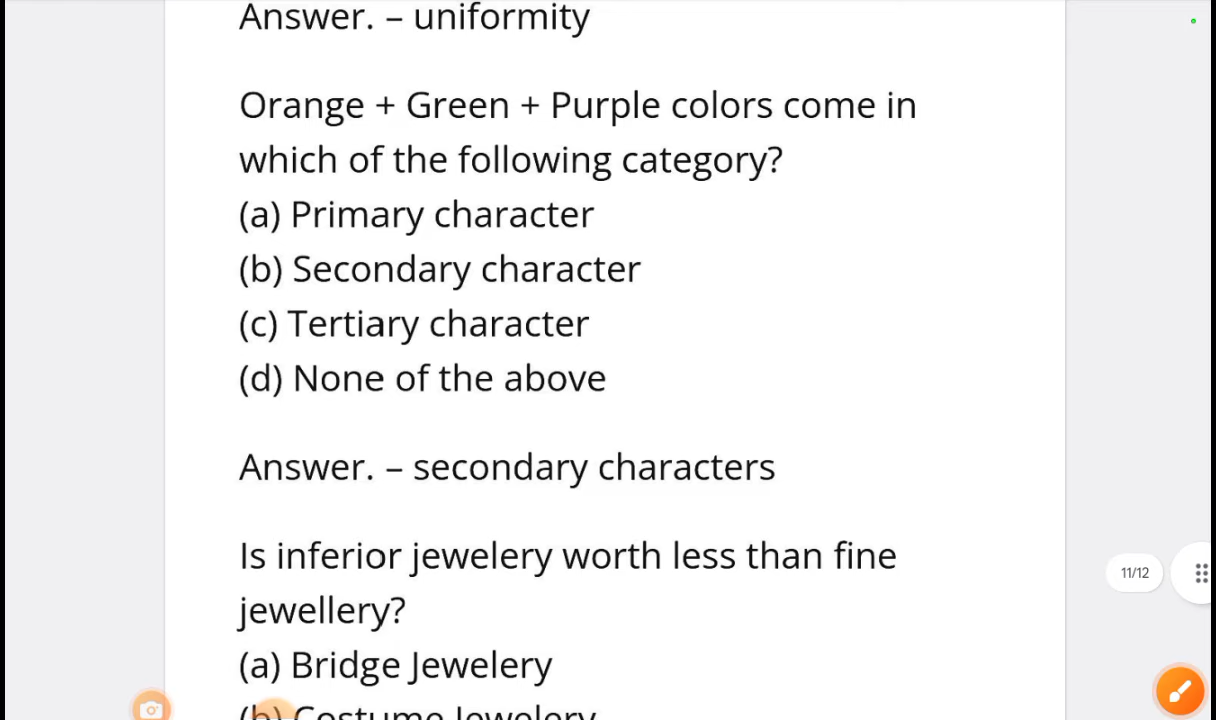 Answer. – uniformity
Orange + Green + Purple colors come in
which of the following category?
(a) Primary character
(b) Secondary character
(c) Tertiary character
(d) None of the above
Answer. – secondary characters
Is inferior jewelery worth less than fine
jewellery?
(a) Bridge Jewelery
(b) Costume Jewelery
11/12